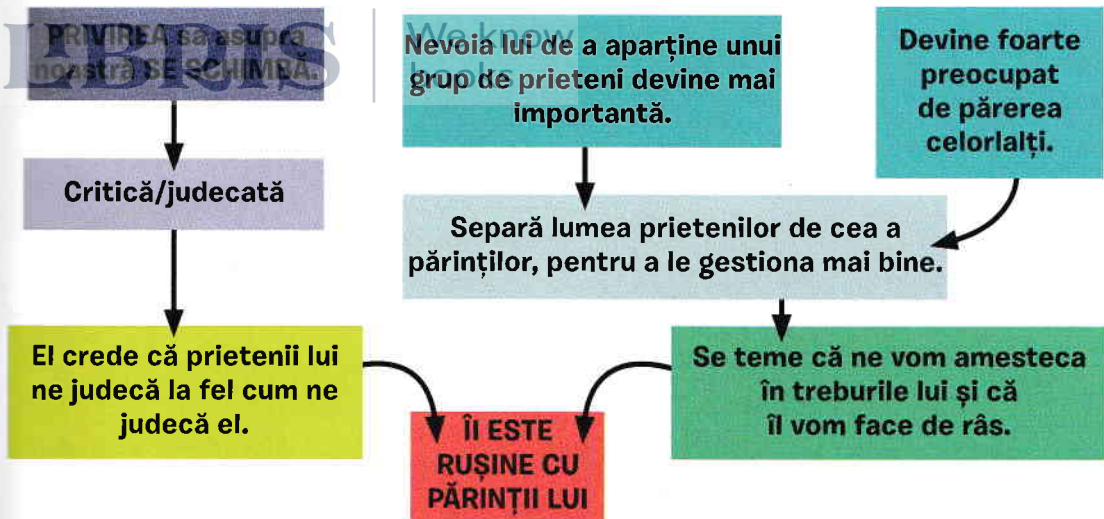 PRIVIREA sa asupra
noastră SE SCHIMBĂ.
LIBRIS
We know
books
Nevoia lui de a aparține unui
grup de prieteni devine mai
importantă.
Devine foarte
preocupat
de părerea
celorlalți.
Critică/judecată
Separă lumea prietenilor de cea a
părinților, pentru a le gestiona mai bine.
El crede că prietenii lui
ne judecă la fel cum ne
judecă el.
Se teme că ne vom amesteca
în treburile lui și că
îl vom face de râs.
ÎI ESTE
RUȘINE CU
PĂRINȚII LUI